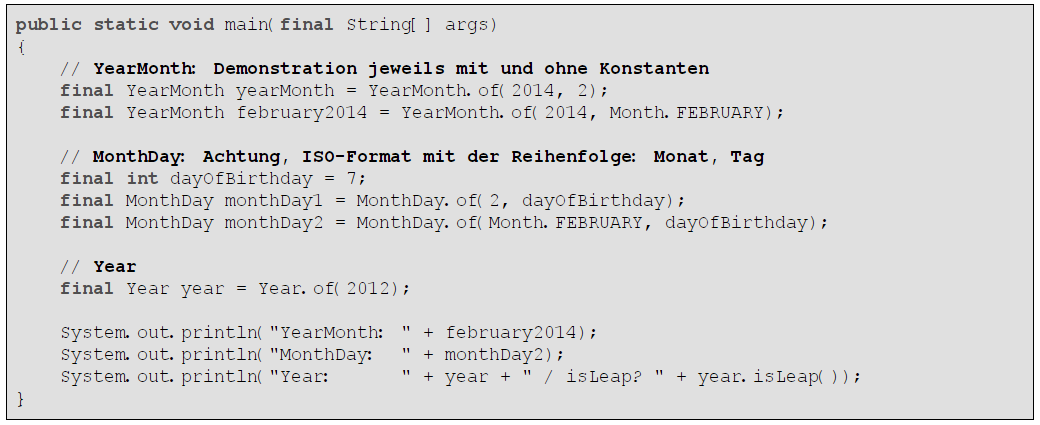 public static void main(final String[] args)
{
    // YearMonth: Demonstration jeweils mit und ohne Konstanten
    final YearMonth yearMonth = YearMonth.of(2014, 2);
    final YearMonth february2014 = YearMonth.of(2014, Month.FEBRUARY);

    // MonthDay: Achtung, ISO-Format mit der Reihenfolge: Monat, Tag
    final int dayOfBirthday = 7;
    final MonthDay monthDay1 = MonthDay.of(2, dayOfBirthday);
    final MonthDay monthDay2 = MonthDay.of(Month.FEBRUARY, dayOfBirthday);

    // Year
    final Year year = Year.of(2012);

    System.out.println("YearMonth: " + february2014);
    System.out.println("MonthDay:  " + monthDay2);
    System.out.println("Year:      " + year + " / isLeap? " + year.isLeap());
}